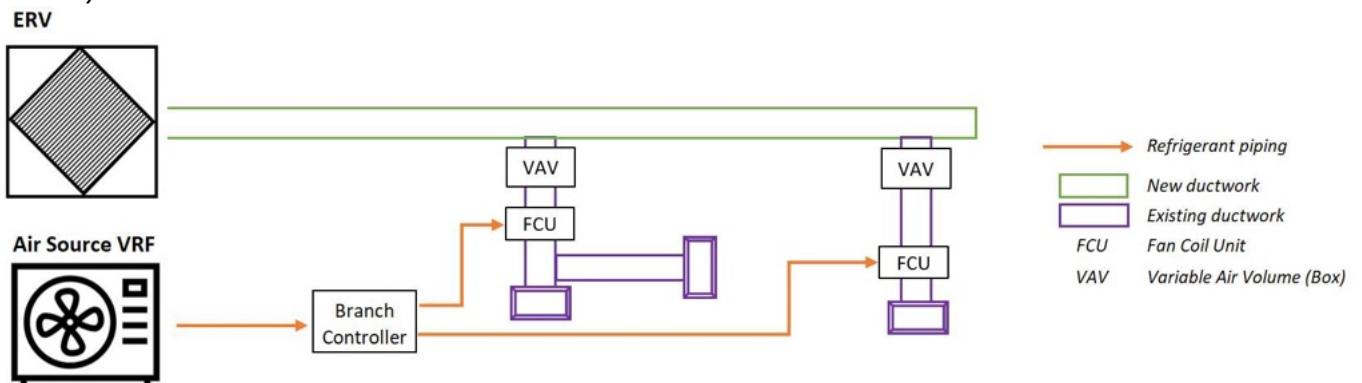 ERV
VAV
VAV
FCU
FCU
Air Source VRF
Branch
Controller
Refrigerant piping
New ductwork
Existing ductwork
FCU Fan Coil Unit
VAV Variable Air Volume (Box)